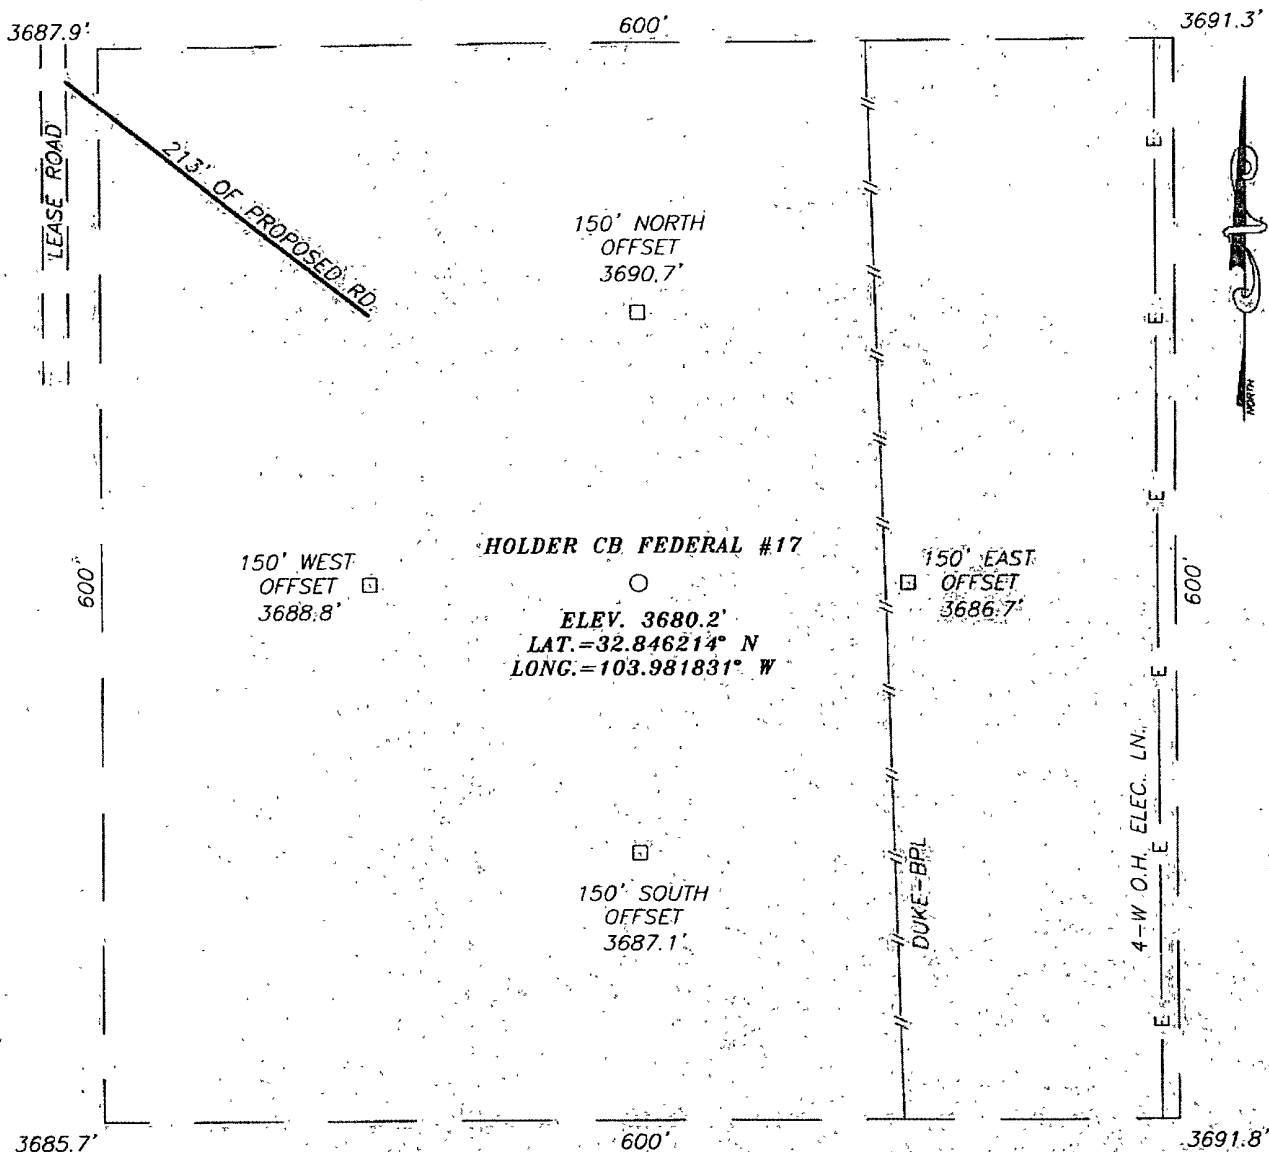 3687.9'
600'
3691.3'
LEASE ROAD
213' OF PROPOSED RD.
150' NORTH
OFFSET
3690.7'
NORTH
HOLDER CB FEDERAL #17
150' WEST
OFFSET
3688.8'
600'
150' EAST
OFFSET
3686.7'
600'
ELEV. 3680.2'
LAT.=32.846214° N
LONG.=103.981831° W
E
E
E
E
E
E
4-W O.H. ELEC. LN.
DUKE-BPL
150' SOUTH
OFFSET
3687.1'
3685.7'
600'
3691.8'